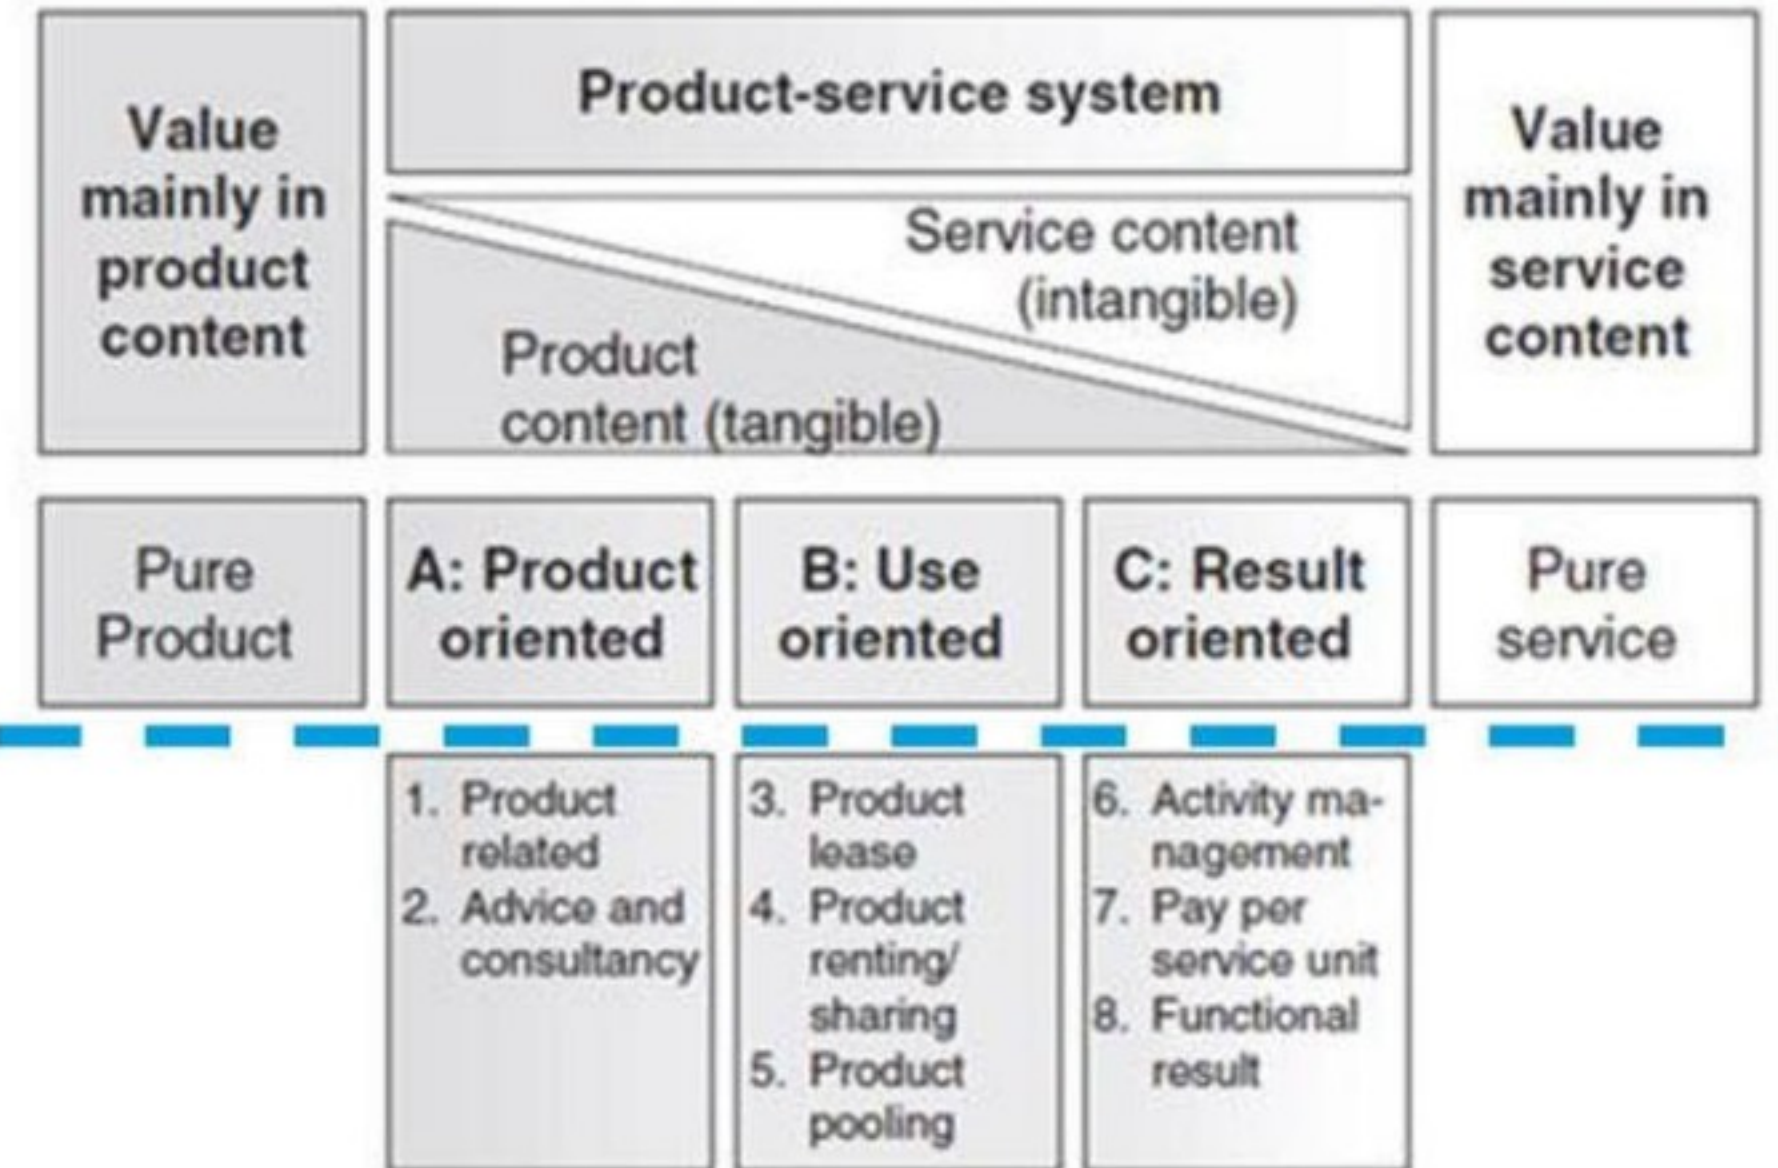 Value
mainly in
product
content
Product-service system
Service content
(intangible)
Product
content (tangible)
Value
mainly in
service
content
Pure
Product
A: Product
oriented
B: Use
oriented
C: Result
oriented
Pure
service
1. Product
related
2. Advice and
consultancy
3. Product
lease
4. Product
renting/
sharing
5. Product
pooling
6. Activity ma-
nagement
7. Pay per
service unit
8. Functional
result